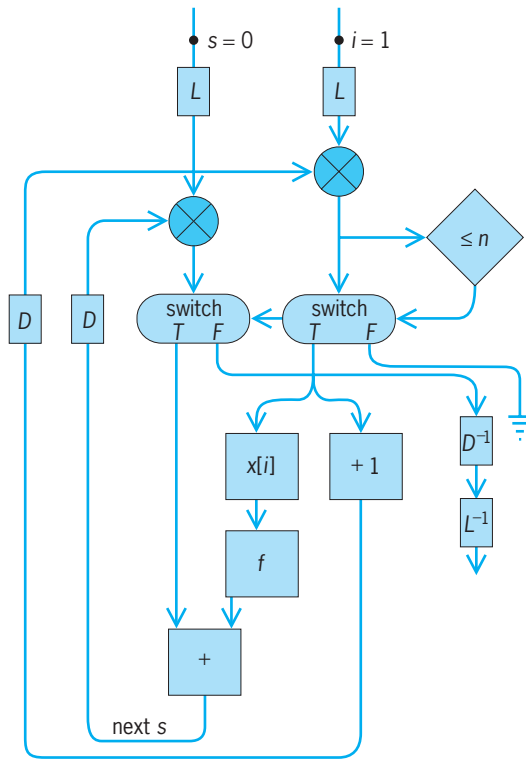 s = 0
i = 1
L
L
≤ n
D
D
switch
T F
switch
T F
x[i]
+ 1
D⁻¹
L⁻¹
f
+
next s